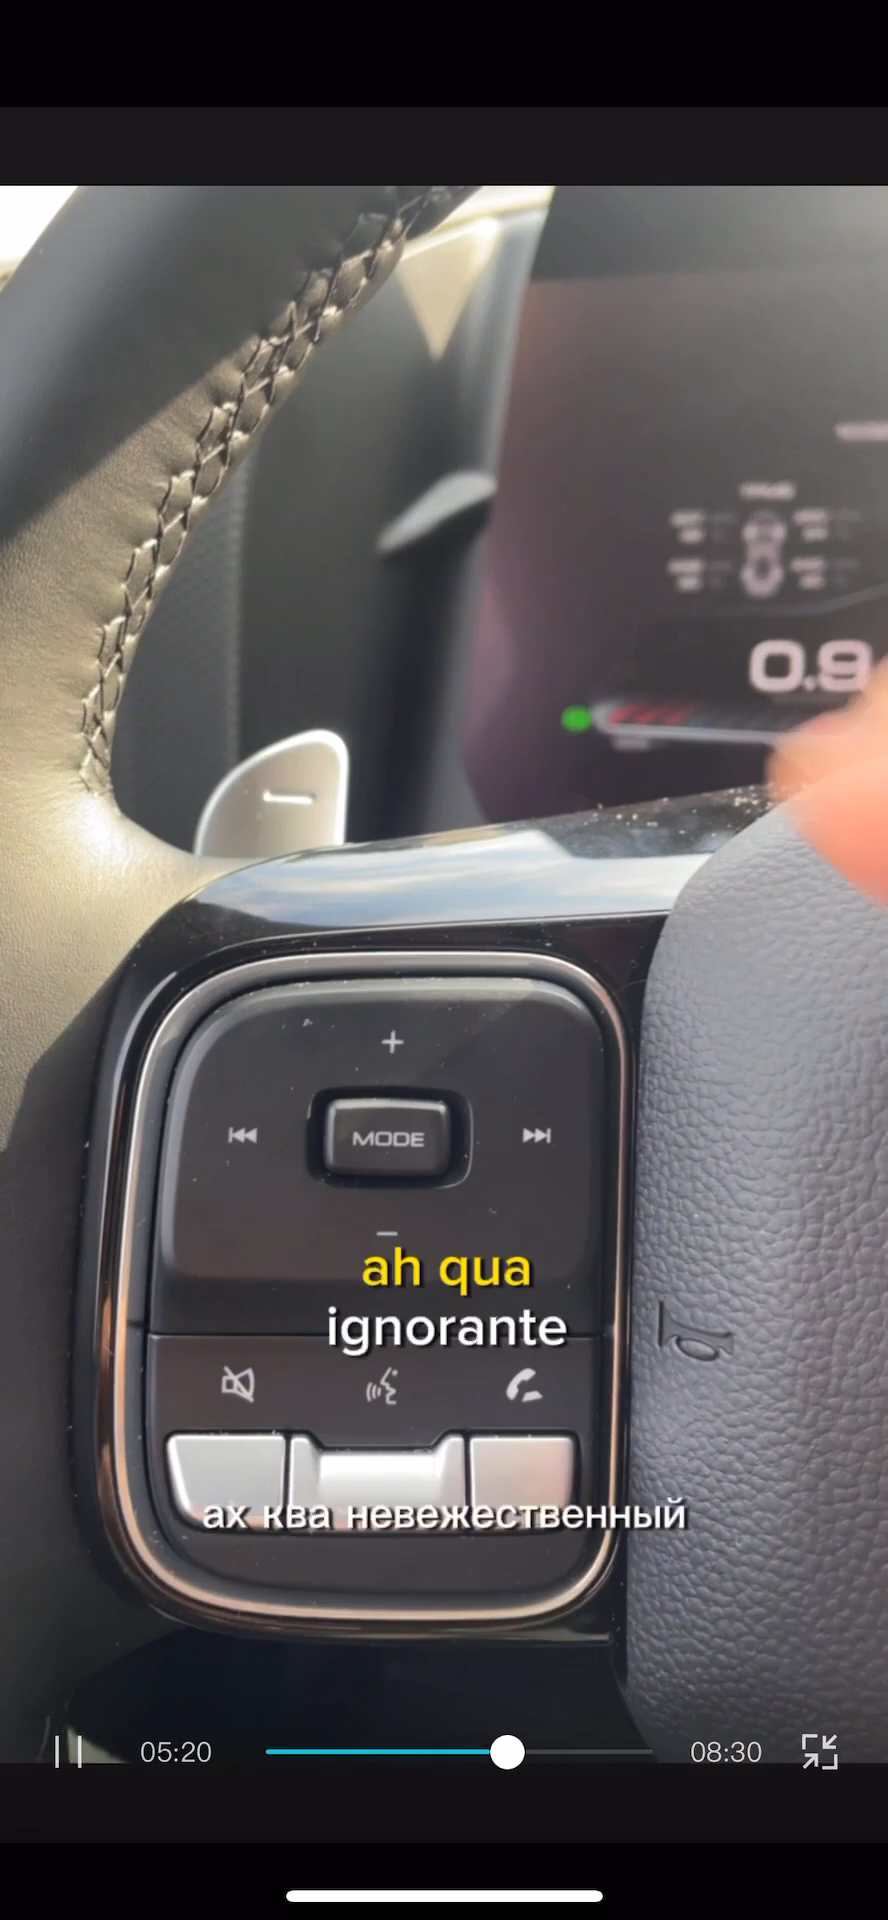 0.9
+
MODE
−
ah qua
ignorante
ах ква невежественный
05:20
08:30